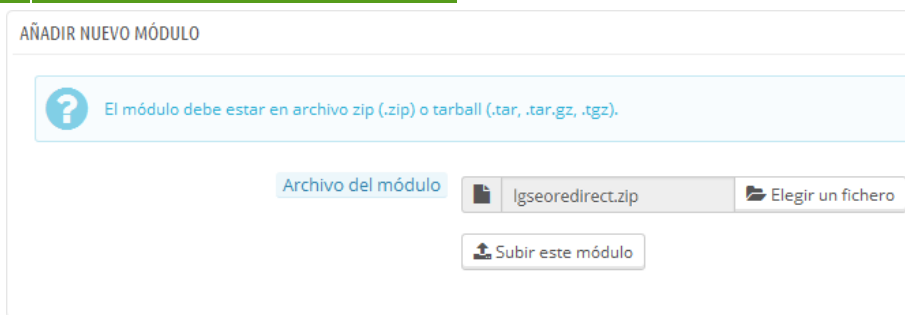 AÑADIR NUEVO MÓDULO
El módulo debe estar en archivo zip (.zip) o tarball (.tar, .tar.gz, .tgz).
Archivo del módulo lgseoredirect.zip Elegir un fichero
Subir este módulo